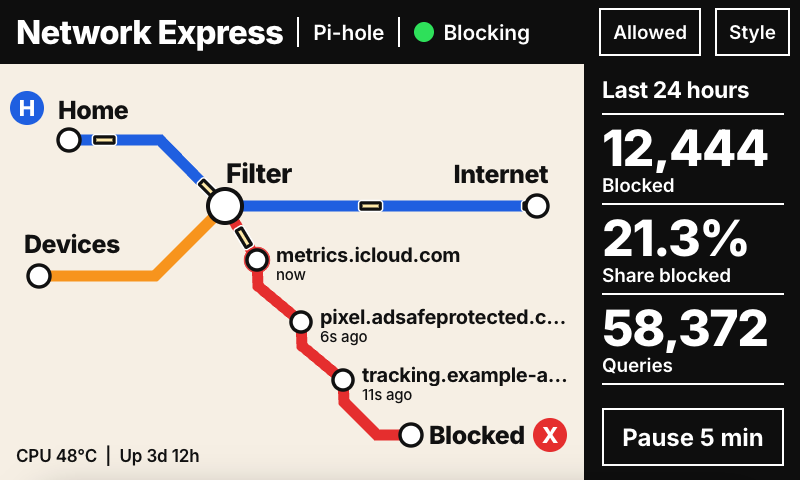 Network Express | Pi-hole | Blocking
Allowed
Style
H
Home
Filter
Internet
Devices
metrics.icloud.com
now
pixel.adsafeprotected.c...
6s ago
tracking.example-a...
11s ago
Blocked X
CPU 48°C | Up 3d 12h
Last 24 hours
12,444
Blocked
21.3%
Share blocked
58,372
Queries
Pause 5 min